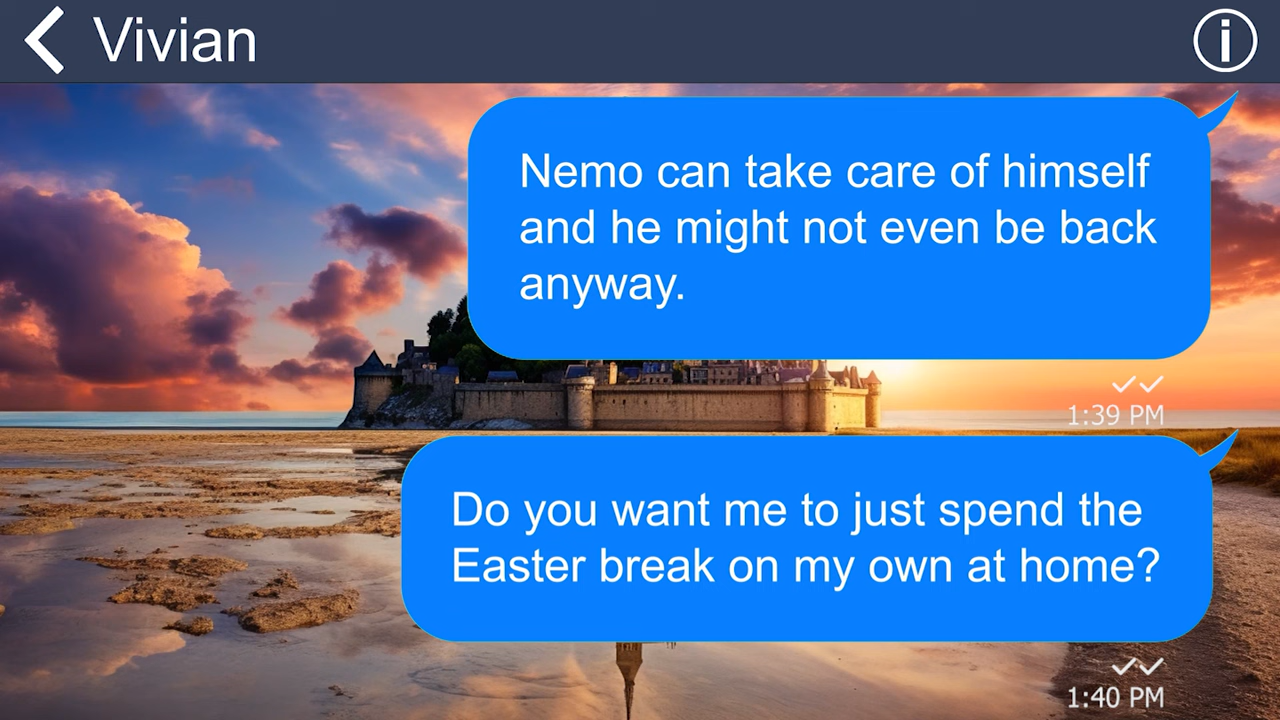 Vivian
Nemo can take care of himself
and he might not even be back
anyway.
1:39 PM
Do you want me to just spend the
Easter break on my own at home?
1:40 PM